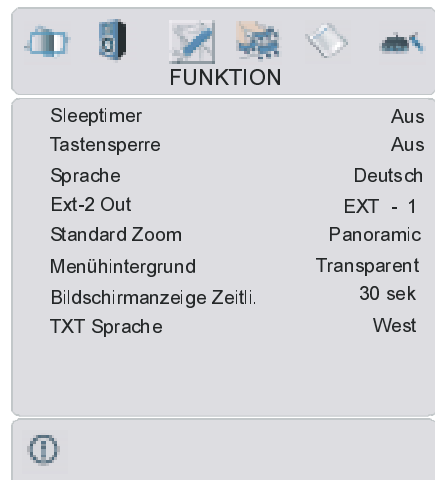 FUNKTION
Sleeptimer Aus
Tastensperre Aus
Sprache Deutsch
Ext-2 Out EXT - 1
Standard Zoom Panoramic
Menühintergrund Transparent
Bildschirmanzeige Zeitli. 30 sek
TXT Sprache West